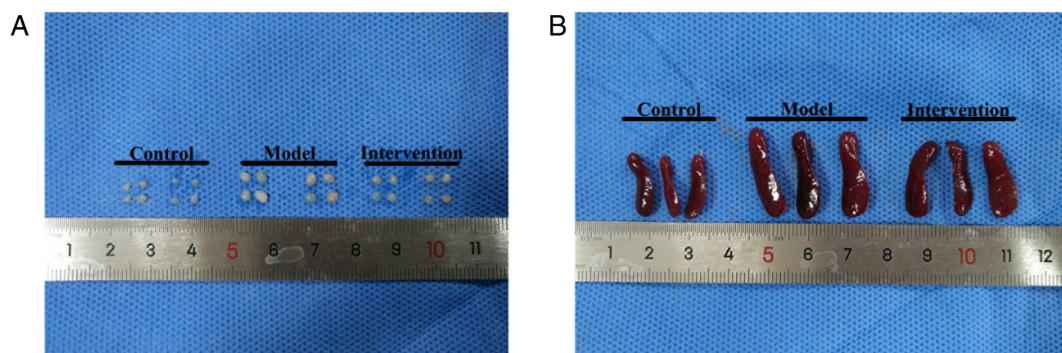 A
Control Model Intervention
1 2 3 4 5 6 7 8 9 10 11
B
Control Model Intervention
1 2 3 4 5 6 7 8 9 10 11 12